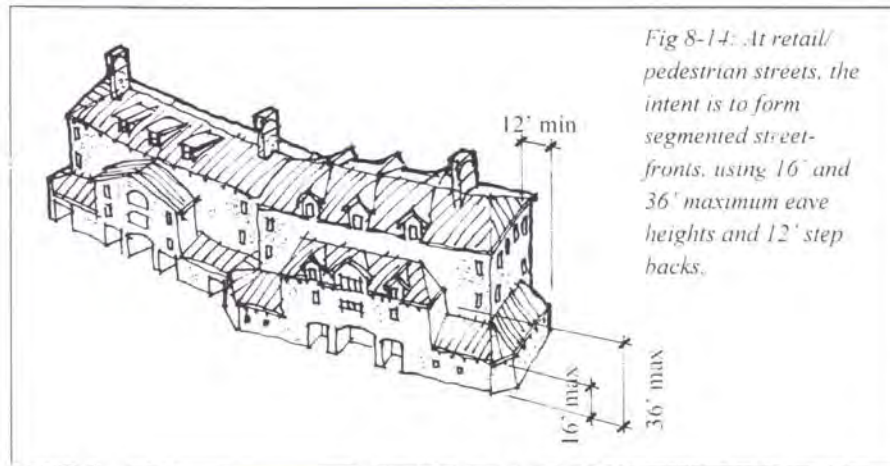 Fig 8-14: At retail/
pedestrian streets, the
intent is to form
segmented street-
fronts, using 16' and
36' maximum eave
heights and 12' step
backs.
12' min
16' max
36' max